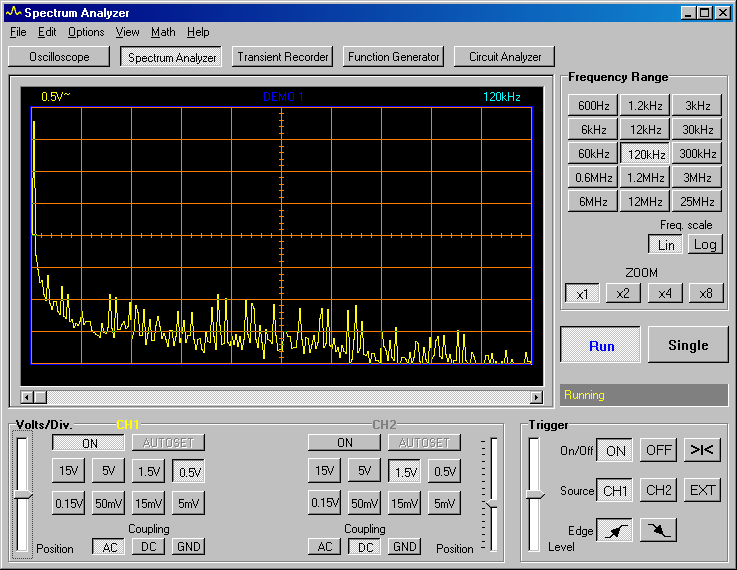 Spectrum Analyzer
File Edit Options View Math Help
Oscilloscope Spectrum Analyzer Transient Recorder Function Generator Circuit Analyzer
0.5V~ DEMO 1 120kHz
Frequency Range
600Hz 1.2kHz 3kHz
6kHz 12kHz 30kHz
60kHz 120kHz 300kHz
0.6MHz 1.2MHz 3MHz
6MHz 12MHz 25MHz
Freq. scale
Lin Log
ZOOM
x1 x2 x4 x8
Run Single
Running
Volts/Div. CH1 CH2
ON AUTOSET ON AUTOSET
15V 5V 1.5V 0.5V 15V 5V 1.5V 0.5V
0.15V 50mV 15mV 5mV 0.15V 50mV 15mV 5mV
Coupling Coupling
Position AC DC GND AC DC GND Position
Trigger
On/Off ON OFF >I<
Source CH1 CH2 EXT
Edge
Level